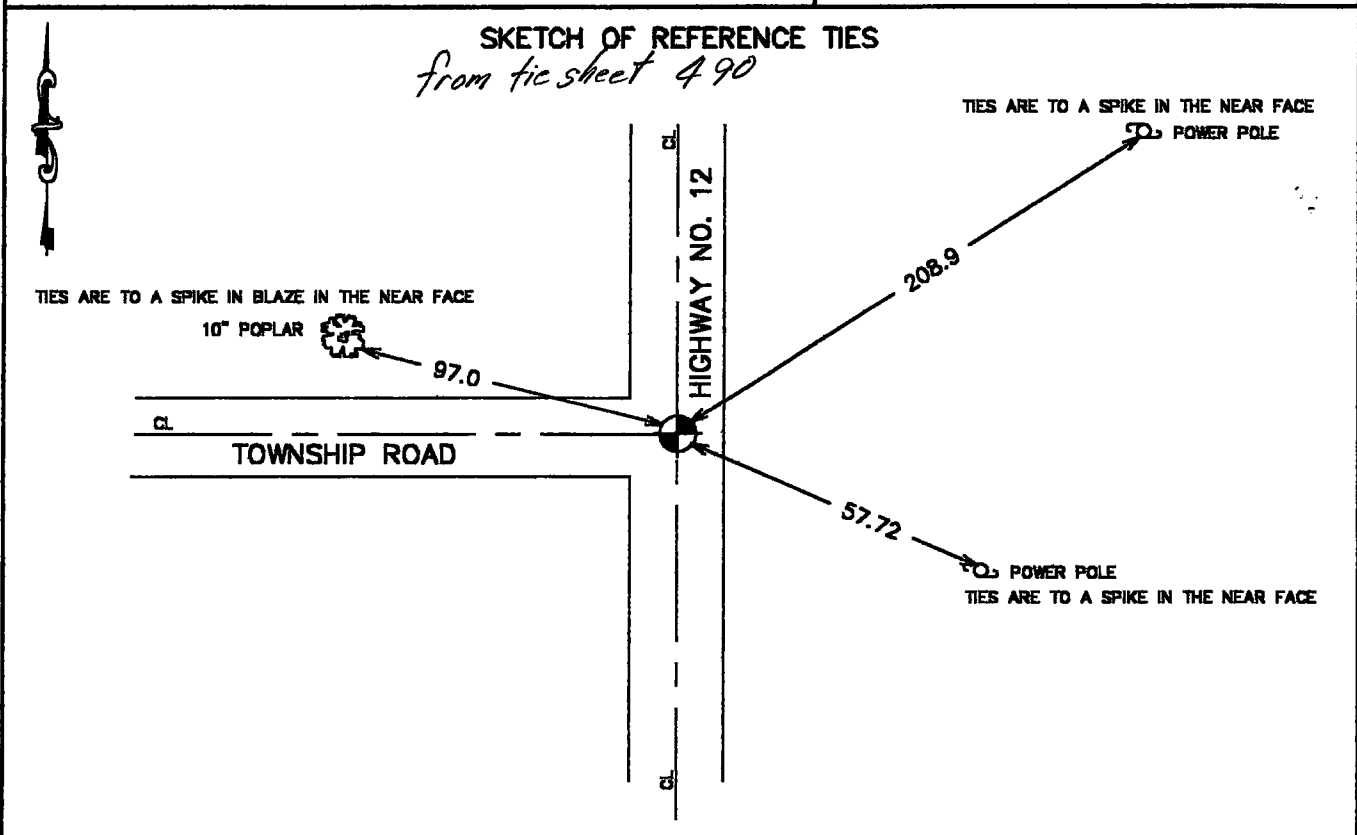 SKETCH OF REFERENCE TIES
from tie sheet 490
TIES ARE TO A SPIKE IN THE NEAR FACE
POWER POLE
CL
HIGHWAY NO. 12
208.9
TIES ARE TO A SPIKE IN BLAZE IN THE NEAR FACE
10" POPLAR
97.0
CL
TOWNSHIP ROAD
57.72
POWER POLE
TIES ARE TO A SPIKE IN THE NEAR FACE
CL